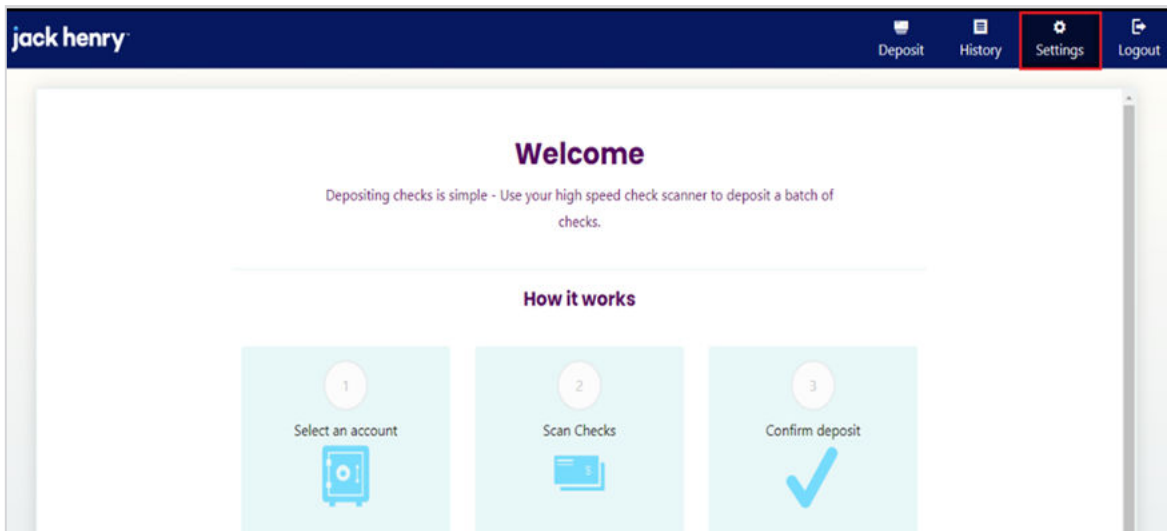 jack henry
Deposit
History
Settings
Logout
Welcome
Depositing checks is simple - Use your high speed check scanner to deposit a batch of
checks.
How it works
1
2
3
Select an account
Scan Checks
Confirm deposit
$